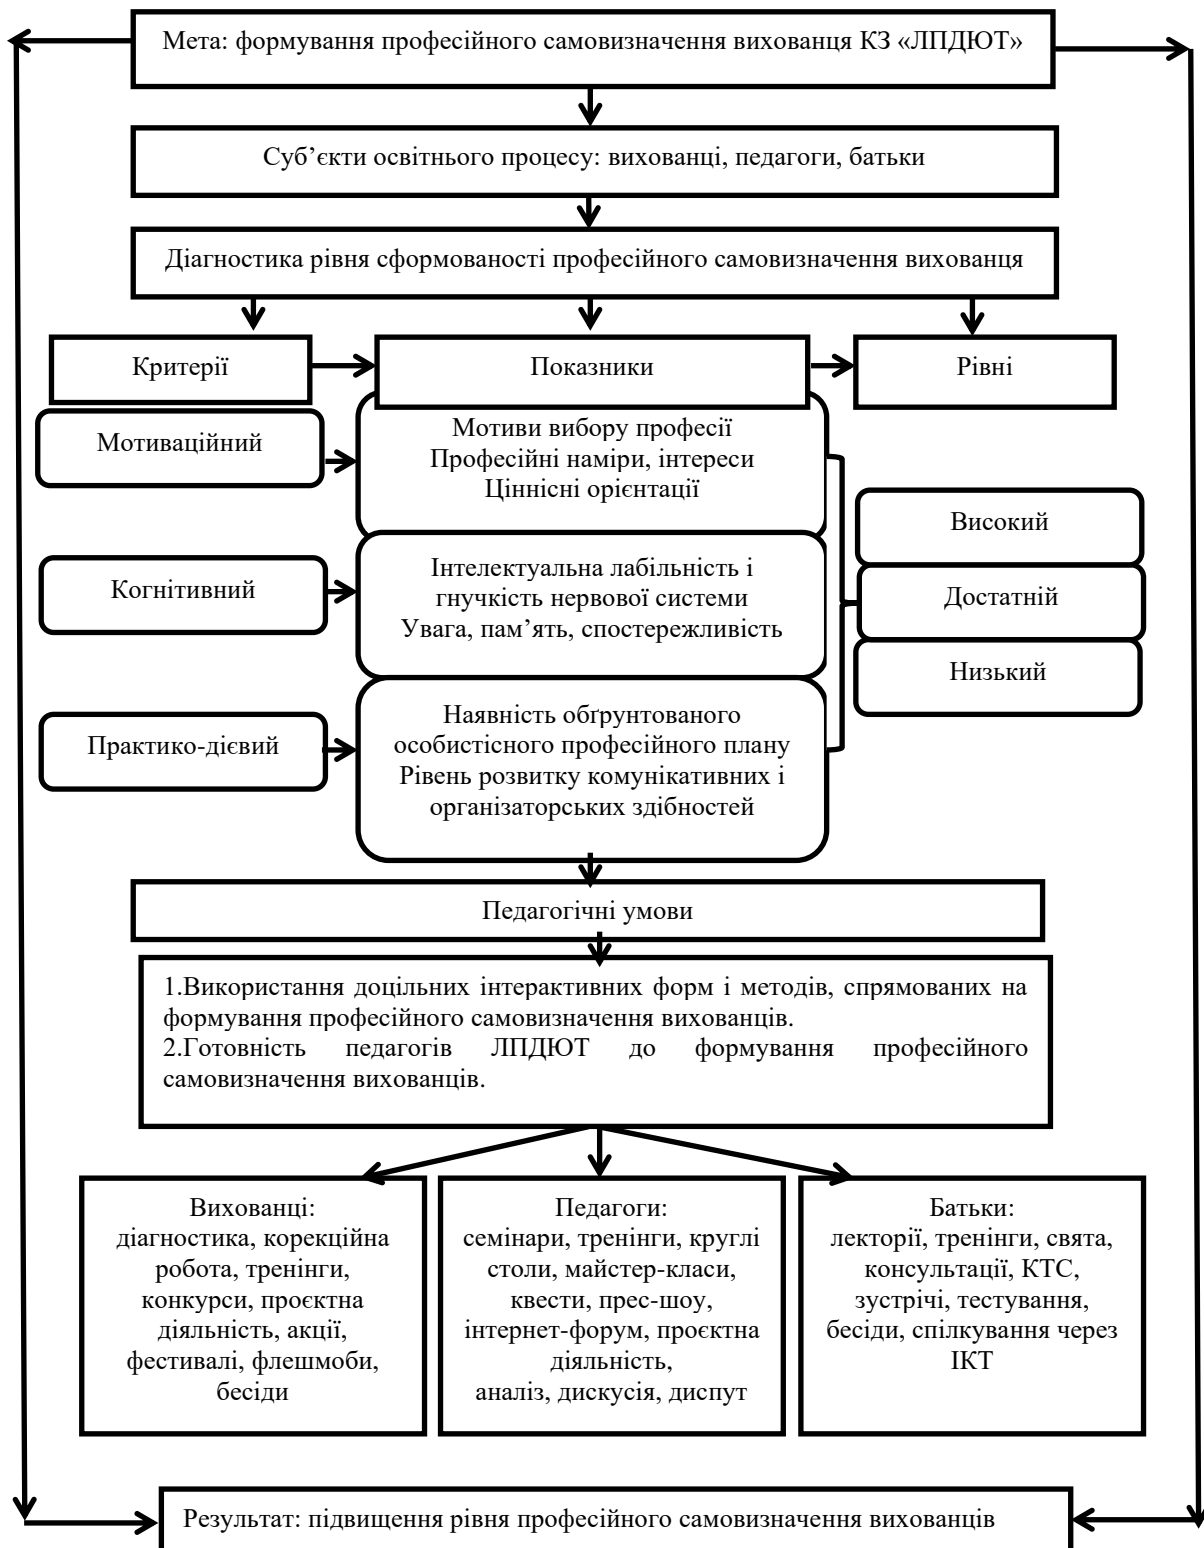 Мета: формування професійного самовизначення вихованця КЗ «ЛПДЮТ»
Суб’єкти освітнього процесу: вихованці, педагоги, батьки
Діагностика рівня сформованості професійного самовизначення вихованця
Критерії
Показники
Рівні
Мотиваційний
Мотиви вибору професії
Професійні наміри, інтереси
Ціннісні орієнтації
Когнітивний
Інтелектуальна лабільність і
гнучкість нервової системи
Увага, пам’ять, спостережливість
Практико-дієвий
Наявність обґрунтованого
особистісного професійного плану
Рівень розвитку комунікативних і
організаторських здібностей
Високий
Достатній
Низький
Педагогічні умови
1.Використання доцільних інтерактивних форм і методів, спрямованих на
формування професійного самовизначення вихованців.
2.Готовність педагогів ЛПДЮТ до формування професійного
самовизначення вихованців.
Вихованці:
діагностика, корекційна
робота, тренінги,
конкурси, проєктна
діяльність, акції,
фестивалі, флешмоби,
бесіди
Педагоги:
семінари, тренінги, круглі
столи, майстер-класи,
квести, прес-шоу,
інтернет-форум, проєктна
діяльність,
аналіз, дискусія, диспут
Батьки:
лекторії, тренінги, свята,
консультації, КТС,
зустрічі, тестування,
бесіди, спілкування через
ІКТ
Результат: підвищення рівня професійного самовизначення вихованців